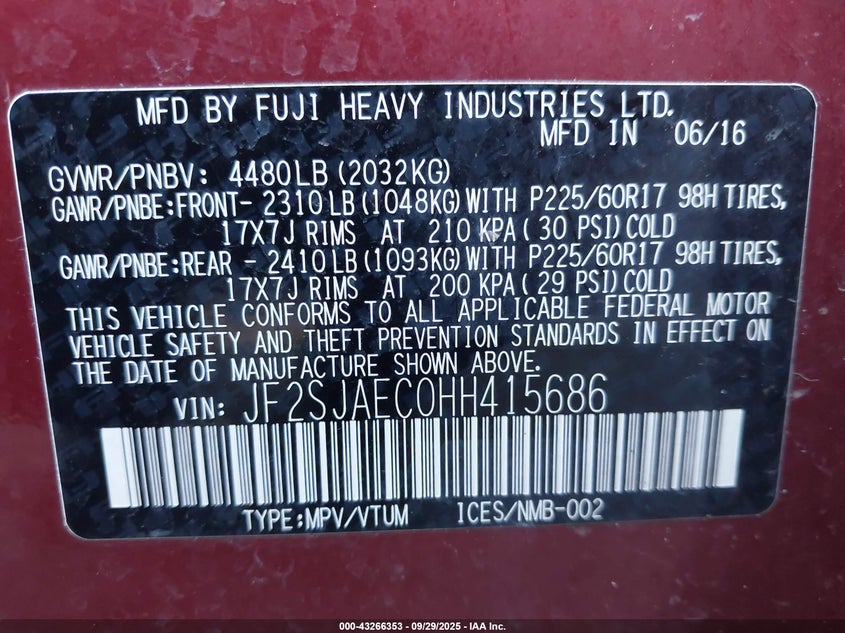 MFD BY FUJI HEAVY INDUSTRIES LTD.
MFD IN 06/16
GVWR/PNBV: 4480LB (2032KG)
GAWR/PNBE:FRONT- 2310LB (1048KG)WITH P225/60R17 98H TIRES,
17X7J RIMS AT 210 KPA ( 30 PSI)COLD
GAWR/PNBE:REAR - 2410LB (1093KG)WITH P225/60R17 98H TIRES,
17X7J RIMS AT 200 KPA ( 29 PSI)COLD
THIS VEHICLE CONFORMS TO ALL APPLICABLE FEDERAL MOTOR
VEHICLE SAFETY AND THEFT PREVENTION STANDARDS IN EFFECT ON
THE DATE OF MANUFACTURE SHOWN ABOVE.
VIN: JF2SJAEC0HH415686
TYPE:MPV/VTUM ICES/NMB-002
000-43266353 - 09/29/2025 - IAA Inc.